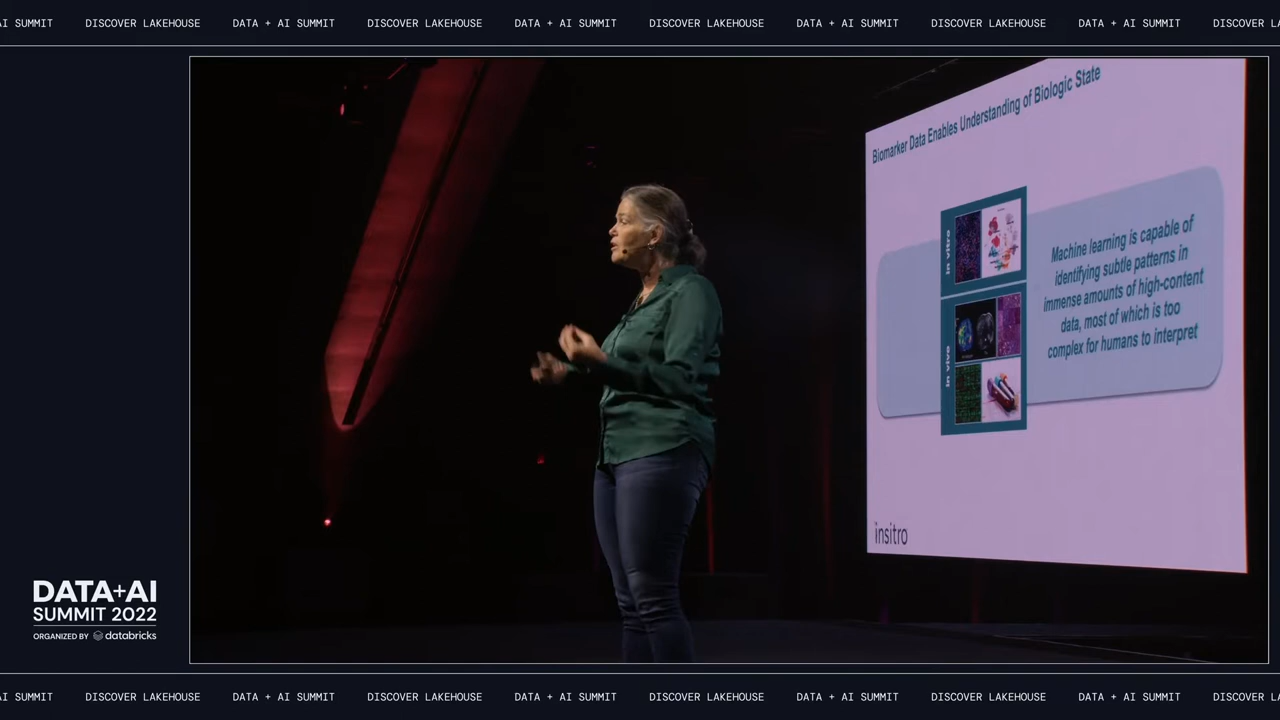 AI SUMMIT DISCOVER LAKEHOUSE DATA + AI SUMMIT DISCOVER LAKEHOUSE DATA + AI SUMMIT DISCOVER LAKEHOUSE DATA + AI SUMMIT DISCOVER LAKEHOUSE DATA + AI SUMMIT DISCOVER
Biomarker Data Enables Understanding of Biologic State
in vitro
in vivo
Machine learning is capable of
identifying subtle patterns in
immense amounts of high-content
data, most of which is too
complex for humans to interpret
insitro
DATA+AI
SUMMIT 2022
ORGANIZED BY databricks
AI SUMMIT DISCOVER LAKEHOUSE DATA + AI SUMMIT DISCOVER LAKEHOUSE DATA + AI SUMMIT DISCOVER LAKEHOUSE DATA + AI SUMMIT DISCOVER LAKEHOUSE DATA + AI SUMMIT DISCOVER